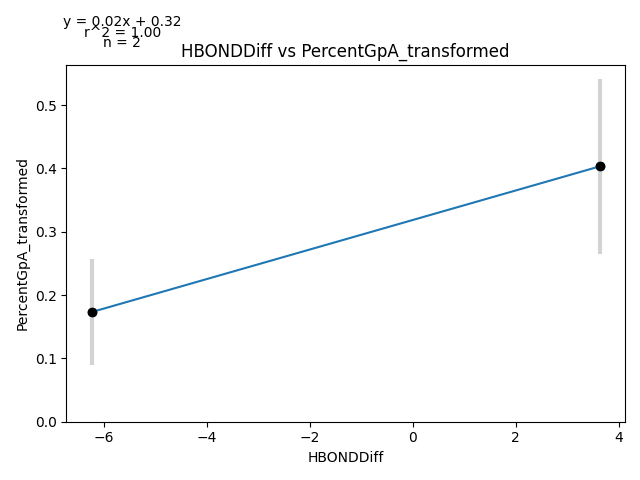 y = 0.02x + 0.32
r^2 = 1.00
n = 2
HBONDDiff vs PercentGpA_transformed
PercentGpA_transformed
0.5
0.4
0.3
0.2
0.1
0.0
−6
−4
−2
0
2
4
HBONDDiff